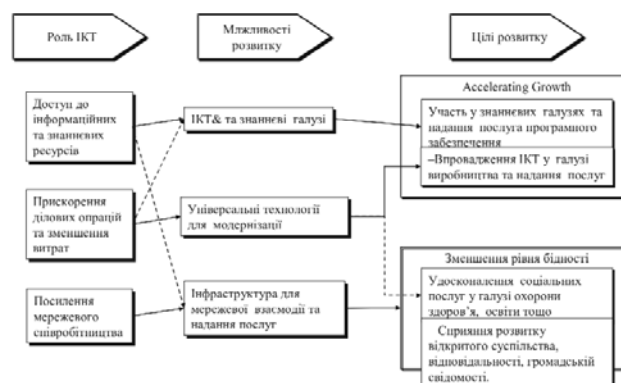 Роль ІКТ
Млжливості
розвитку
Цілі розвитку
Доступ до
інформаційних
та знаннєвих
ресурсів
Прискорення
ділових опрацій
та зменшення
витрат
Посилення
мережевого
співробітництва
ІКТ& та знаннєві галузі
Універсальні технології
для модернізації
Інфраструктура для
мережевої взаємодії та
надання послуг
Accelerating Growth
Участь у знаннєвих галузях та
надання послуга програмного
забезпечення
–Впровадження ІКТ у галузі
виробництва та надання послуг
Зменшення рівня бідності
Удосконалення соціальних
послуг у галузі охорони
здоров’я, освіти тощо
Сприяння розвитку
відкритого суспільства,
відповідальності, громадській
свідомості.